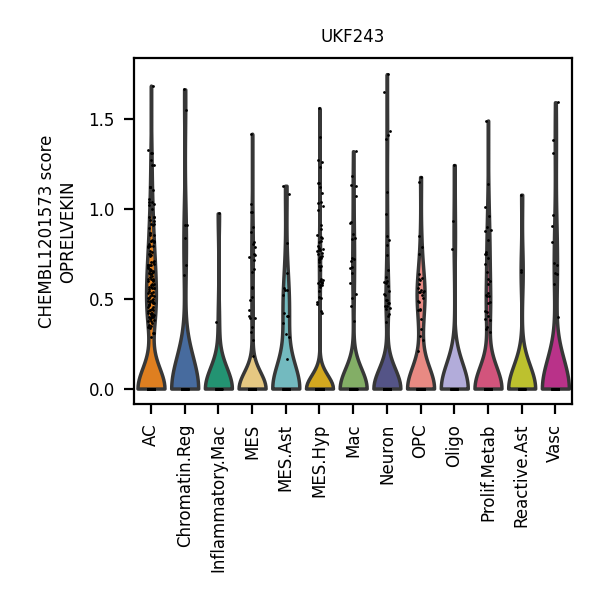 UKF243
CHEMBL1201573 score
OPRELVEKIN
1.5
1.0
0.5
0.0
AC
Chromatin.Reg
Inflammatory.Mac
MES
MES.Ast
MES.Hyp
Mac
Neuron
OPC
Oligo
Prolif.Metab
Reactive.Ast
Vasc